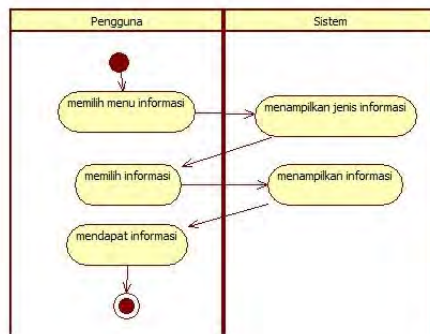 Pengguna
Sistem
memilih menu informasi
menampilkan jenis informasi
memilih informasi
menampilkan informasi
mendapat informasi